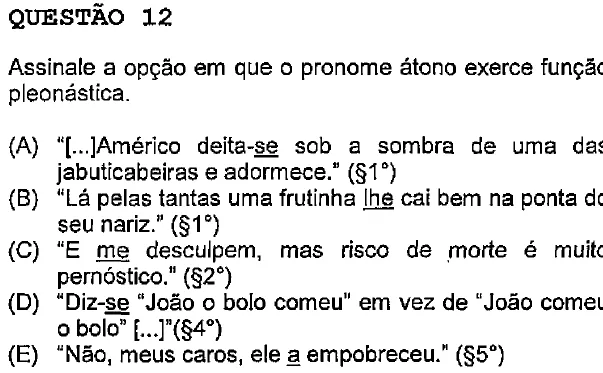 QUESTÃO 12
Assinale a opção em que o pronome átono exerce função
pleonástica.
(A) "[...]Américo deita-se sob a sombra de uma das
jabuticabeiras e adormece." (§1°)
(B) "Lá pelas tantas uma frutinha lhe cai bem na ponta do
seu nariz." (§1°)
(C) "E me desculpem, mas risco de morte é muito
pernóstico." (§2°)
(D) "Diz-se "João o bolo comeu" em vez de "João comeu
o bolo" [...]"(§4°)
(E) "Não, meus caros, ele a empobreceu." (§5°)